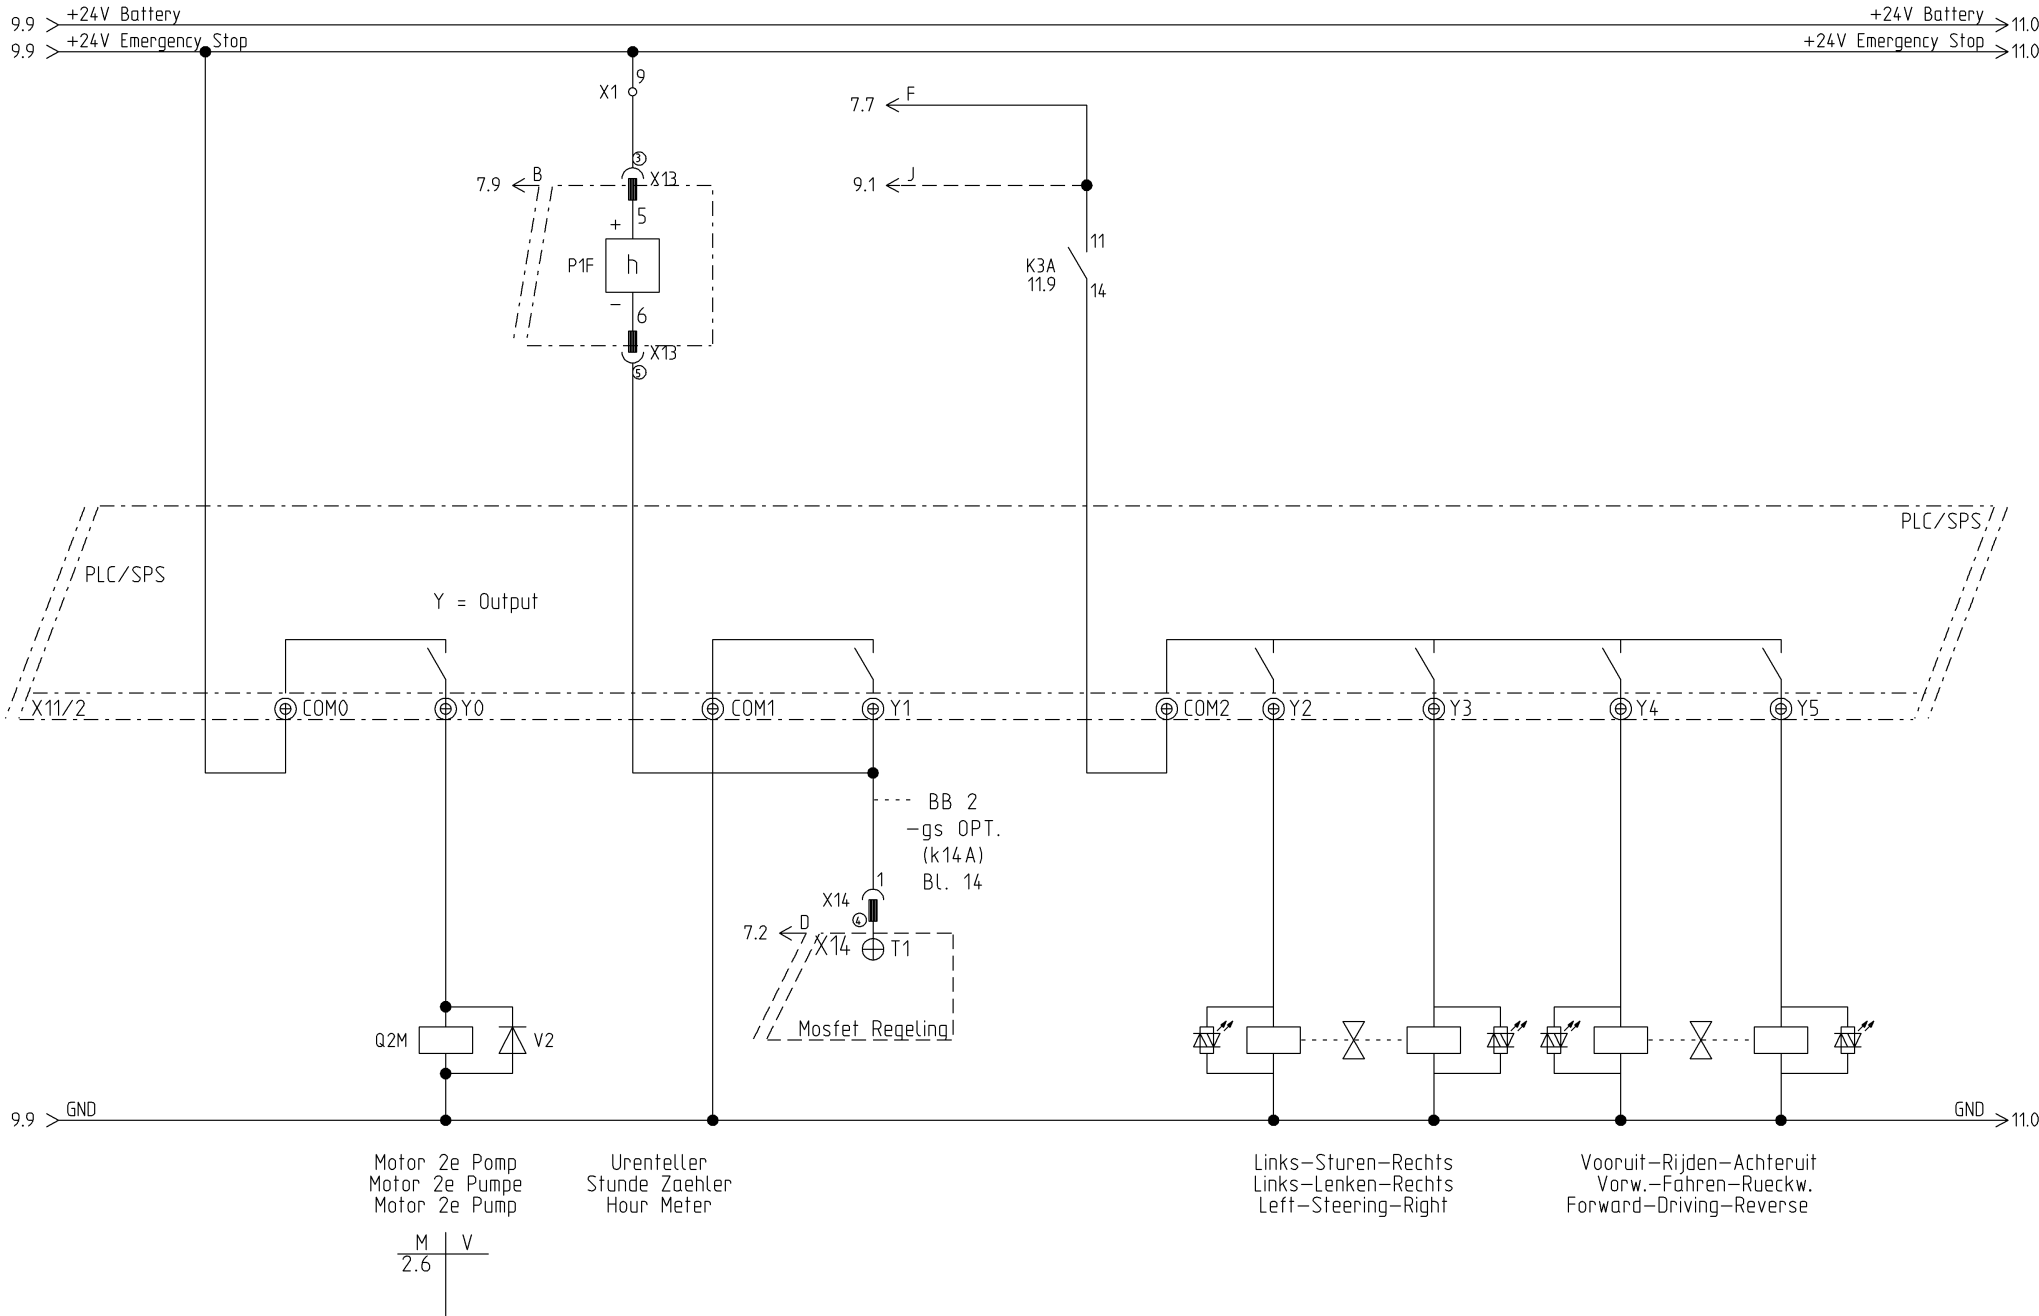 9.9 +24V Battery +24V Battery 11.0
9.9 +24V Emergency Stop +24V Emergency Stop 11.0
9
X1
7.7 F
3
7.9 B X13
9.1 J
5
+
P1F h
11
K3A
11.9
14
-
6
X13
5
PLC/SPS
PLC/SPS
Y = Output
X11/2 COM0 Y0 COM1 Y1 COM2 Y2 Y3 Y4 Y5
BB 2
-gs OPT.
(k14A)
Bl. 14
1
X14
4
7.2 D
X14 T1
Mosfet Regeling
Q2M V2
9.9 GND GND 11.0
Motor 2e Pomp
Motor 2e Pumpe
Motor 2e Pump
Urenteller
Stunde Zaehler
Hour Meter
Links-Sturen-Rechts
Links-Lenken-Rechts
Left-Steering-Right
Vooruit-Rijden-Achteruit
Vorw.-Fahren-Rueckw.
Forward-Driving-Reverse
M V
2.6